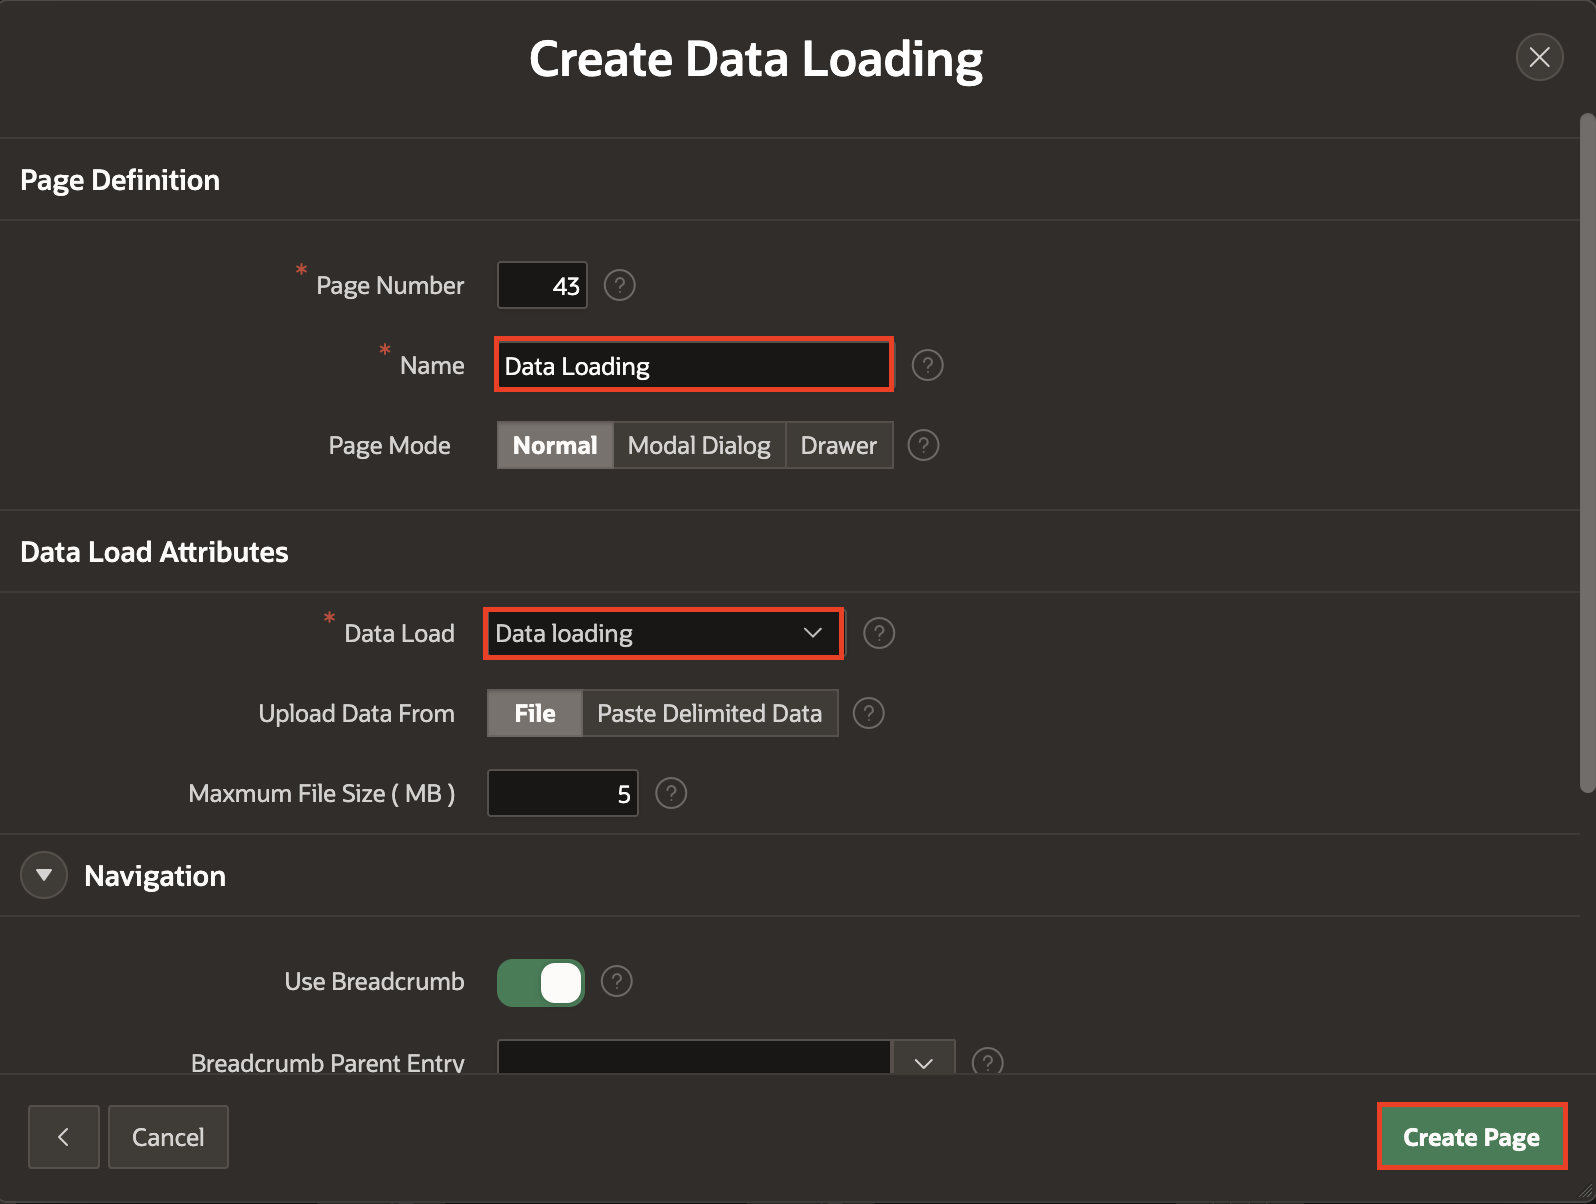 Create Data Loading
Page Definition
* Page Number 43 ?
* Name Data Loading ?
Page Mode Normal Modal Dialog Drawer ?
Data Load Attributes
* Data Load Data loading ?
Upload Data From File Paste Delimited Data ?
Maxmum File Size ( MB ) 5 ?
Navigation
Use Breadcrumb ?
Breadcrumb Parent Entry ?
Cancel Create Page